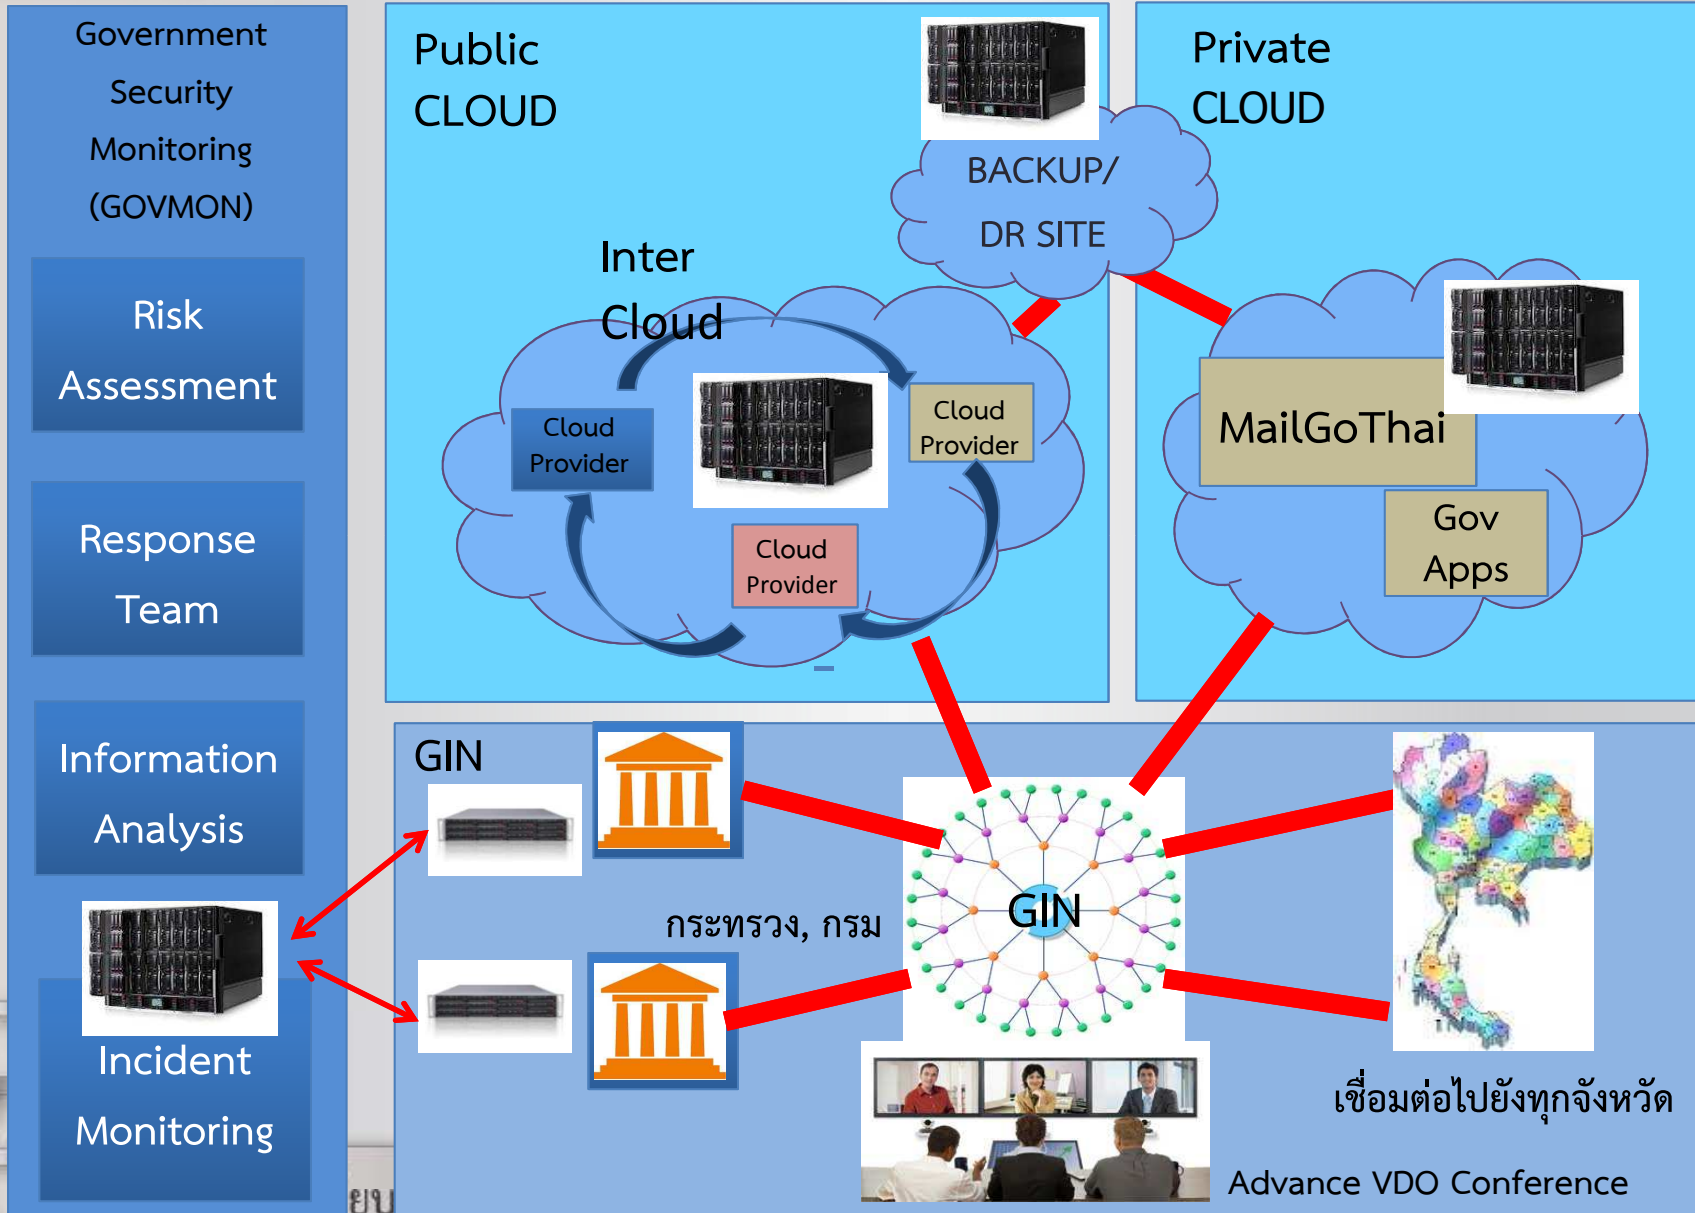 Government
Security
Monitoring
(GOVMON)
Risk
Assessment
Response
Team
Information
Analysis
Incident
Monitoring
Public
CLOUD
Inter
Cloud
Cloud
Provider
Cloud
Provider
Cloud
Provider
BACKUP/
DR SITE
Private
CLOUD
MailGoThai
Gov
Apps
GIN
กระทรวง, กรม
GIN
เชื่อมต่อไปยังทุกจังหวัด
Advance VDO Conference